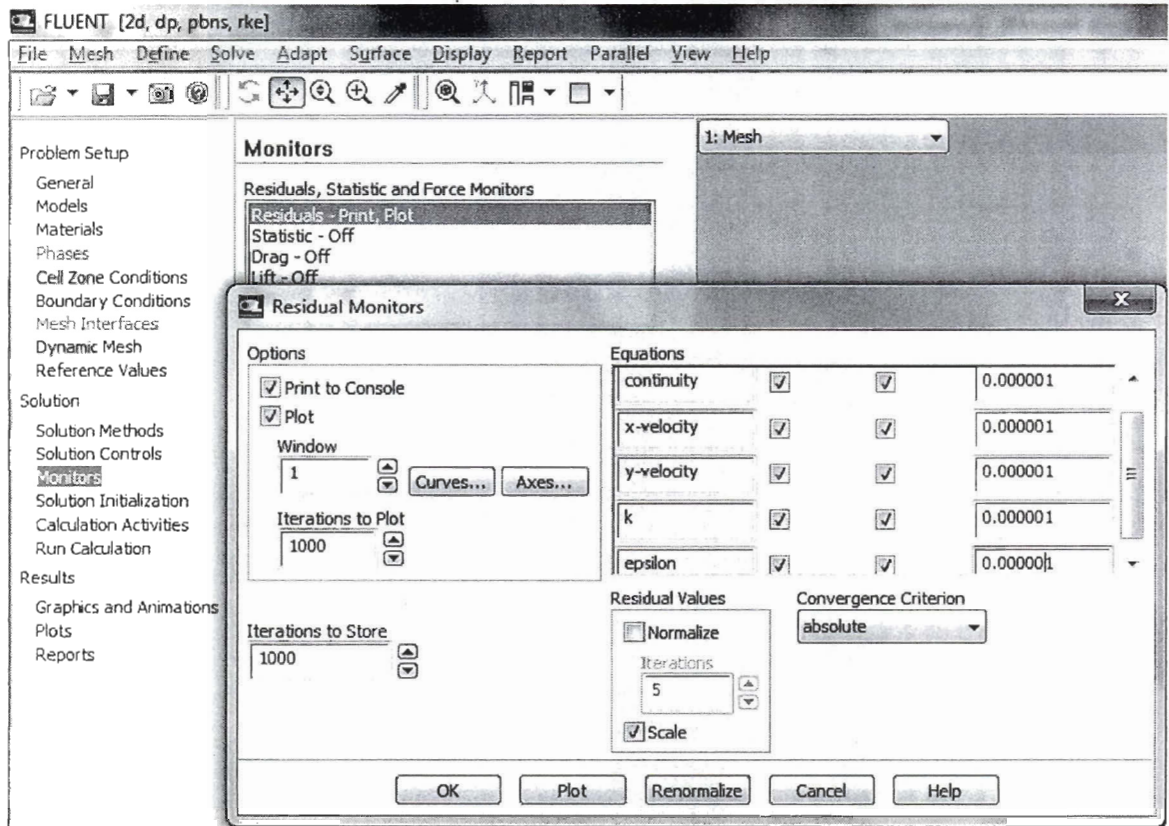 FLUENT [2d, dp, pbns, rke]
File Mesh Define Solve Adapt Surface Display Report Parallel View Help
Problem Setup
General
Models
Materials
Phases
Cell Zone Conditions
Boundary Conditions
Mesh Interfaces
Dynamic Mesh
Reference Values
Solution
Solution Methods
Solution Controls
Monitors
Solution Initialization
Calculation Activities
Run Calculation
Results
Graphics and Animations
Plots
Reports
Monitors
Residuals, Statistic and Force Monitors
Residuals - Print, Plot
Statistic - Off
Drag - Off
Lift - Off
1: Mesh
Residual Monitors
Options
Print to Console
Plot
Window
1
Curves... Axes...
Iterations to Plot
1000
Iterations to Store
1000
Equations
continuity 0.000001
x-velocity 0.000001
y-velocity 0.000001
k 0.000001
epsilon 0.000001
Residual Values
Normalize
Iterations
5
Scale
Convergence Criterion
absolute
OK Plot Renormalize Cancel Help